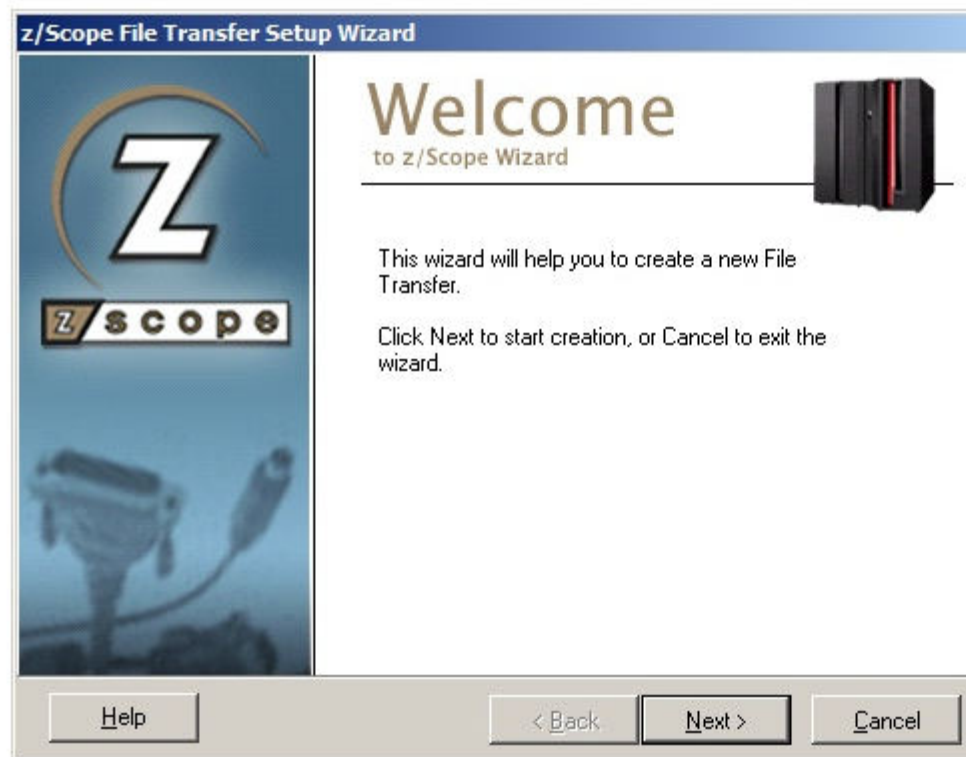 z/Scope File Transfer Setup Wizard
Z
z/scope
Welcome
to z/Scope Wizard
This wizard will help you to create a new File
Transfer.
Click Next to start creation, or Cancel to exit the
wizard.
Help
< Back
Next >
Cancel